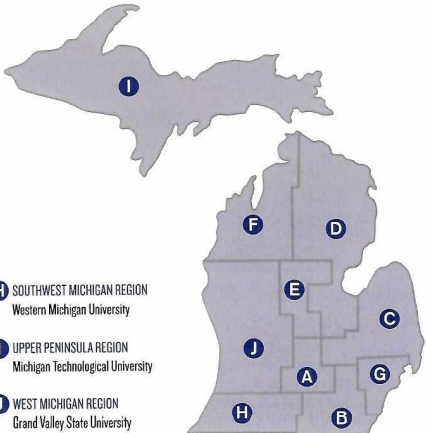 I
F
D
E
C
J
A
G
H
B
H SOUTHWEST MICHIGAN REGION
Western Michigan University
UPPER PENINSULA REGION
Michigan Technological University
J WEST MICHIGAN REGION
Grand Valley State University